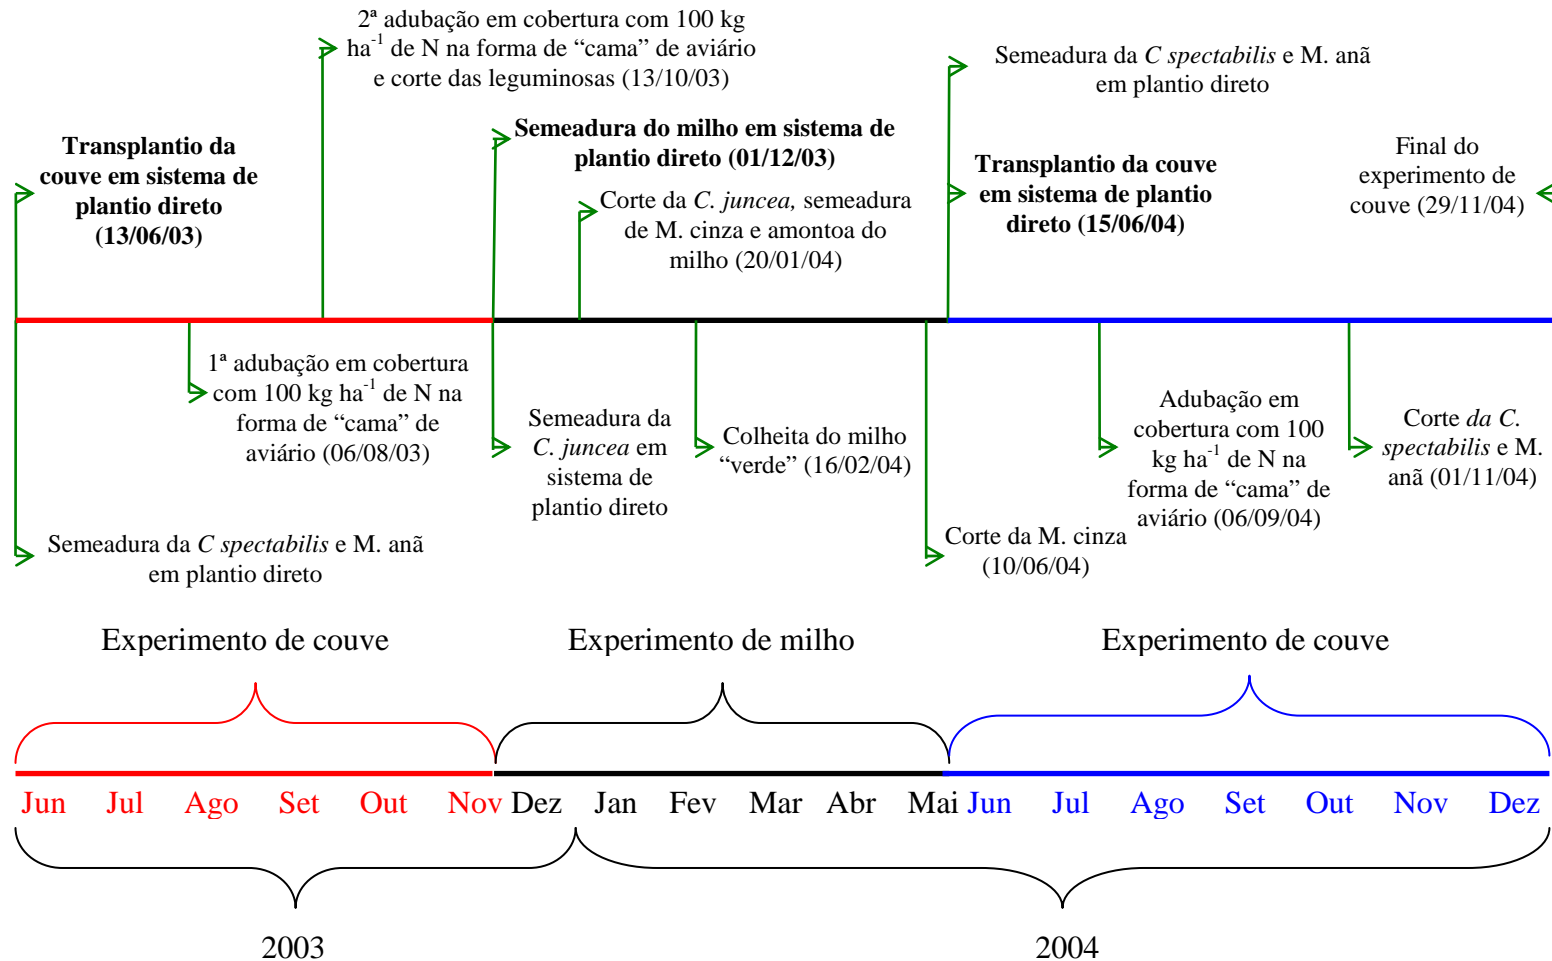 2ª adubação em cobertura com 100 kg
ha-1 de N na forma de “cama” de aviário
e corte das leguminosas (13/10/03)
Semeadura da C spectabilis e M. anã
em plantio direto
Transplantio da
couve em sistema de
plantio direto
(13/06/03)
Semeadura do milho em sistema de
plantio direto (01/12/03)
Corte da C. juncea, semeadura
de M. cinza e amontoa do
milho (20/01/04)
Transplantio da couve
em sistema de plantio
direto (15/06/04)
Final do
experimento de
couve (29/11/04)
1ª adubação em cobertura
com 100 kg ha-1 de N na
forma de “cama” de
aviário (06/08/03)
Semeadura da
C. juncea em
sistema de
plantio direto
Colheita do milho
“verde” (16/02/04)
Adubação em
cobertura com 100
kg ha-1 de N na
forma de “cama” de
aviário (06/09/04)
Corte da C.
spectabilis e M.
anã (01/11/04)
Semeadura da C spectabilis e M. anã
em plantio direto
Corte da M. cinza
(10/06/04)
Experimento de couve
Experimento de milho
Experimento de couve
Jun Jul Ago Set Out Nov Dez Jan Fev Mar Abr Mai Jun Jul Ago Set Out Nov Dez
2003
2004